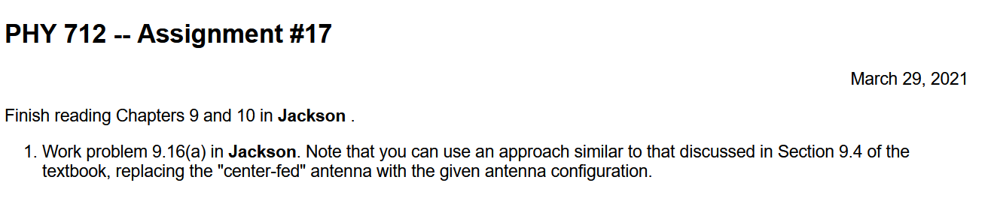 PHY 712 -- Assignment #17
March 29, 2021
Finish reading Chapters 9 and 10 in Jackson .
1. Work problem 9.16(a) in Jackson. Note that you can use an approach similar to that discussed in Section 9.4 of the
textbook, replacing the "center-fed" antenna with the given antenna configuration.